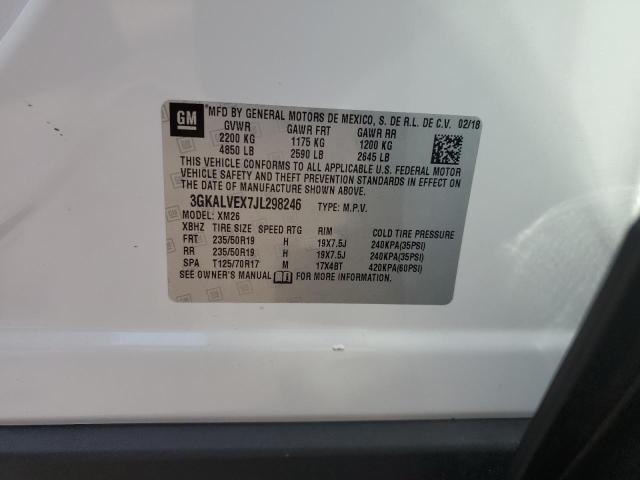 GM
*MFD BY GENERAL MOTORS DE MEXICO, S. DE R.L. DE C.V. 02/18
GVWR GAWR FRT GAWR RR
2200 KG 1175 KG 1200 KG
4850 LB 2590 LB 2645 LB
THIS VEHICLE CONFORMS TO ALL APPLICABLE U.S. FEDERAL MOTOR
VEHICLE SAFETY AND THEFT PREVENTION STANDARDS IN EFFECT ON
THE DATE OF MANUFACTURE SHOWN ABOVE.
3GKALVEX7JL298246 TYPE: M.P.V.
MODEL: XM26
XBHZ TIRE SIZE SPEED RTG RIM COLD TIRE PRESSURE
FRT 235/50R19 H 19X7.5J 240KPA(35PSI)
RR 235/50R19 H 19X7.5J 240KPA(35PSI)
SPA T125/70R17 M 17X4BT 420KPA(60PSI)
SEE OWNER'S MANUAL FOR MORE INFORMATION.